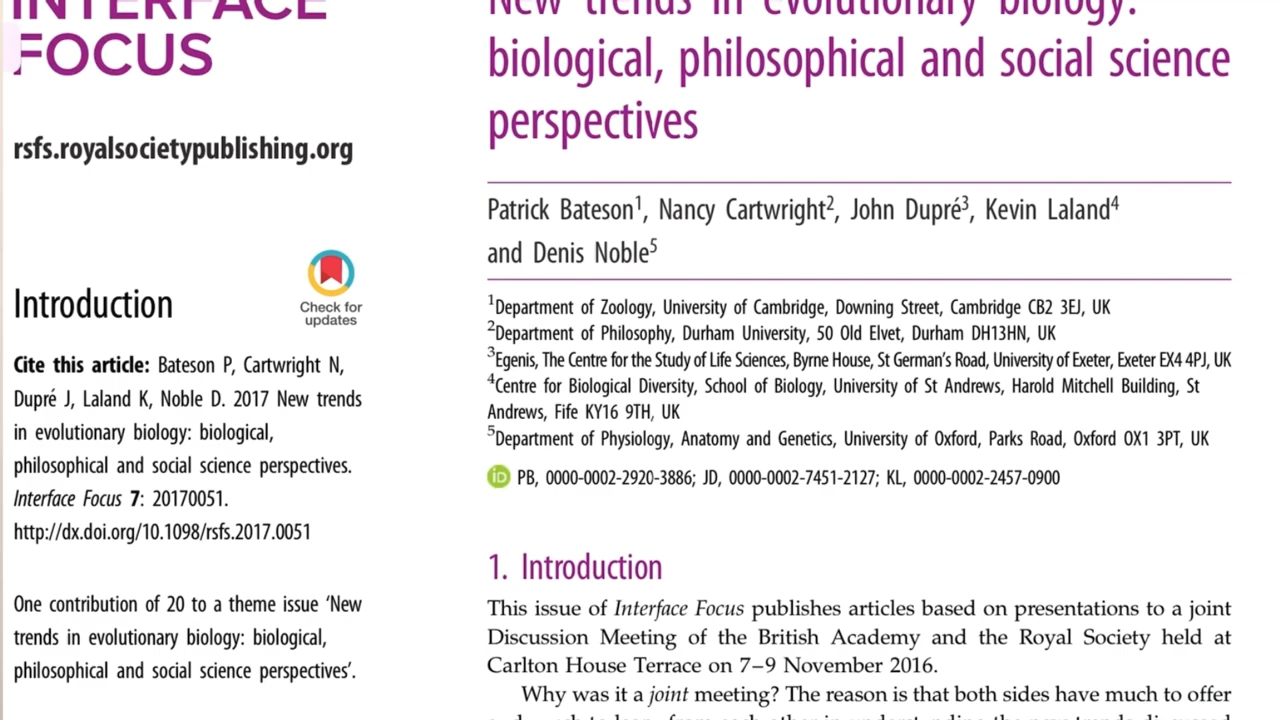 INTERFACE
FOCUS
rsfs.royalsocietypublishing.org
Introduction
Check for
updates
Cite this article: Bateson P, Cartwright N,
Dupré J, Laland K, Noble D. 2017 New trends
in evolutionary biology: biological,
philosophical and social science perspectives.
Interface Focus 7: 20170051.
http://dx.doi.org/10.1098/rsfs.2017.0051
One contribution of 20 to a theme issue ‘New
trends in evolutionary biology: biological,
philosophical and social science perspectives’.
New trends in evolutionary biology:
biological, philosophical and social science
perspectives
Patrick Bateson1, Nancy Cartwright2, John Dupré3, Kevin Laland4
and Denis Noble5
1Department of Zoology, University of Cambridge, Downing Street, Cambridge CB2 3EJ, UK
2Department of Philosophy, Durham University, 50 Old Elvet, Durham DH13HN, UK
3Egenis, The Centre for the Study of Life Sciences, Byrne House, St German’s Road, University of Exeter, Exeter EX4 4PJ, UK
4Centre for Biological Diversity, School of Biology, University of St Andrews, Harold Mitchell Building, St
Andrews, Fife KY16 9TH, UK
5Department of Physiology, Anatomy and Genetics, University of Oxford, Parks Road, Oxford OX1 3PT, UK
iD PB, 0000-0002-2920-3886; JD, 0000-0002-7451-2127; KL, 0000-0002-2457-0900
1. Introduction
This issue of Interface Focus publishes articles based on presentations to a joint
Discussion Meeting of the British Academy and the Royal Society held at
Carlton House Terrace on 7–9 November 2016.
Why was it a joint meeting? The reason is that both sides have much to offer